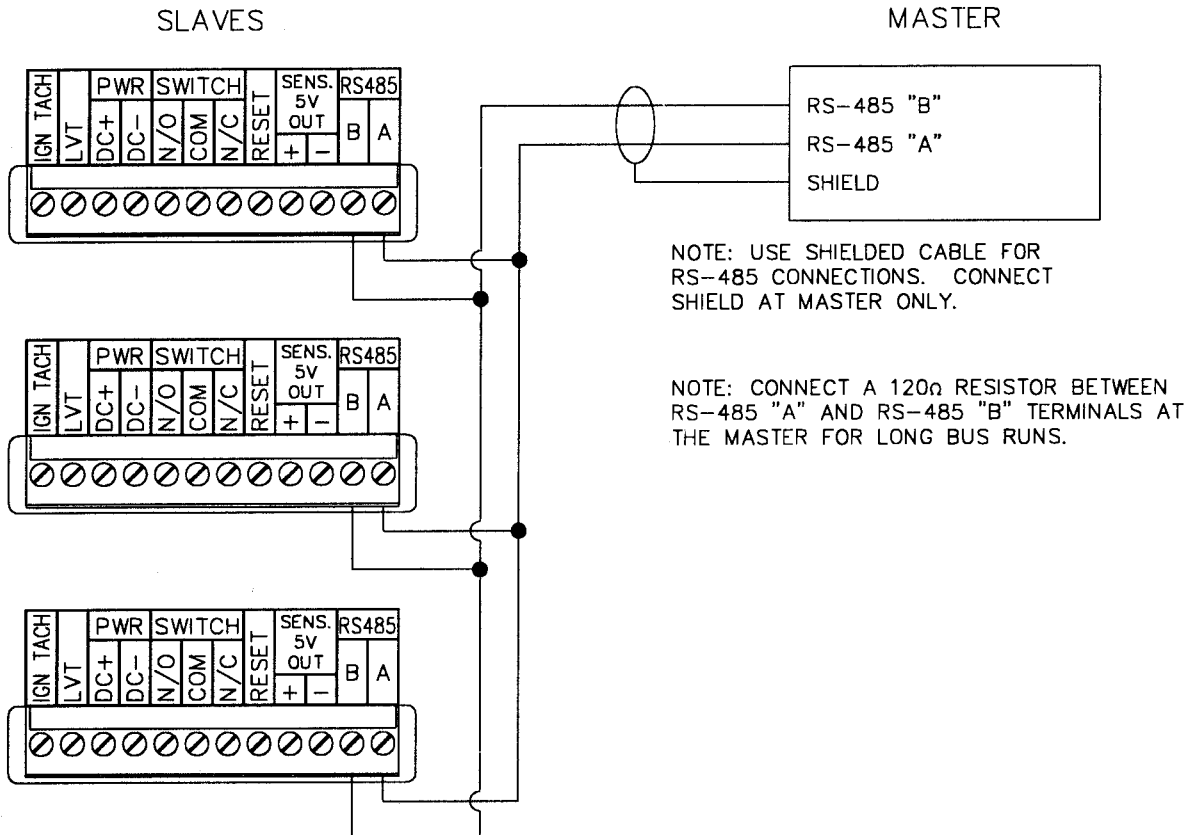 SLAVES
MASTER
IGN TACH
LVT
PWR
DC+
DC-
SWITCH
N/O
COM
N/C
RESET
SENS.
5V
OUT
+
-
RS485
B
A
RS-485 "B"
RS-485 "A"
SHIELD
NOTE: USE SHIELDED CABLE FOR
RS-485 CONNECTIONS. CONNECT
SHIELD AT MASTER ONLY.
IGN TACH
LVT
PWR
DC+
DC-
SWITCH
N/O
COM
N/C
RESET
SENS.
5V
OUT
+
-
RS485
B
A
NOTE: CONNECT A 120Ω RESISTOR BETWEEN
RS-485 "A" AND RS-485 "B" TERMINALS AT
THE MASTER FOR LONG BUS RUNS.
IGN TACH
LVT
PWR
DC+
DC-
SWITCH
N/O
COM
N/C
RESET
SENS.
5V
OUT
+
-
RS485
B
A